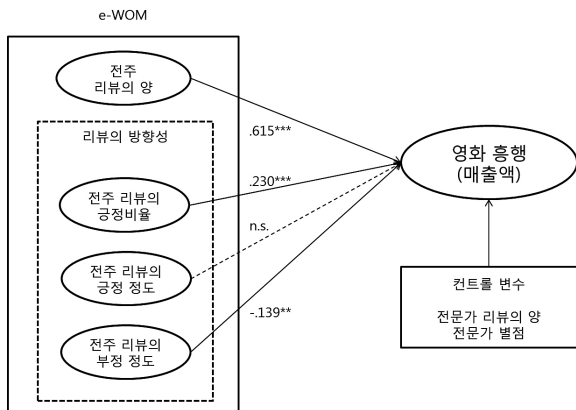 e-WOM
전주
리뷰의 양
리뷰의 방향성
.615***
영화 흥행
(매출액)
.230***
전주 리뷰의
긍정비율
n.s.
전주 리뷰의
긍정 정도
컨트롤 변수
-.139**
전문가 리뷰의 양
전문가 별점
전주 리뷰의
부정 정도